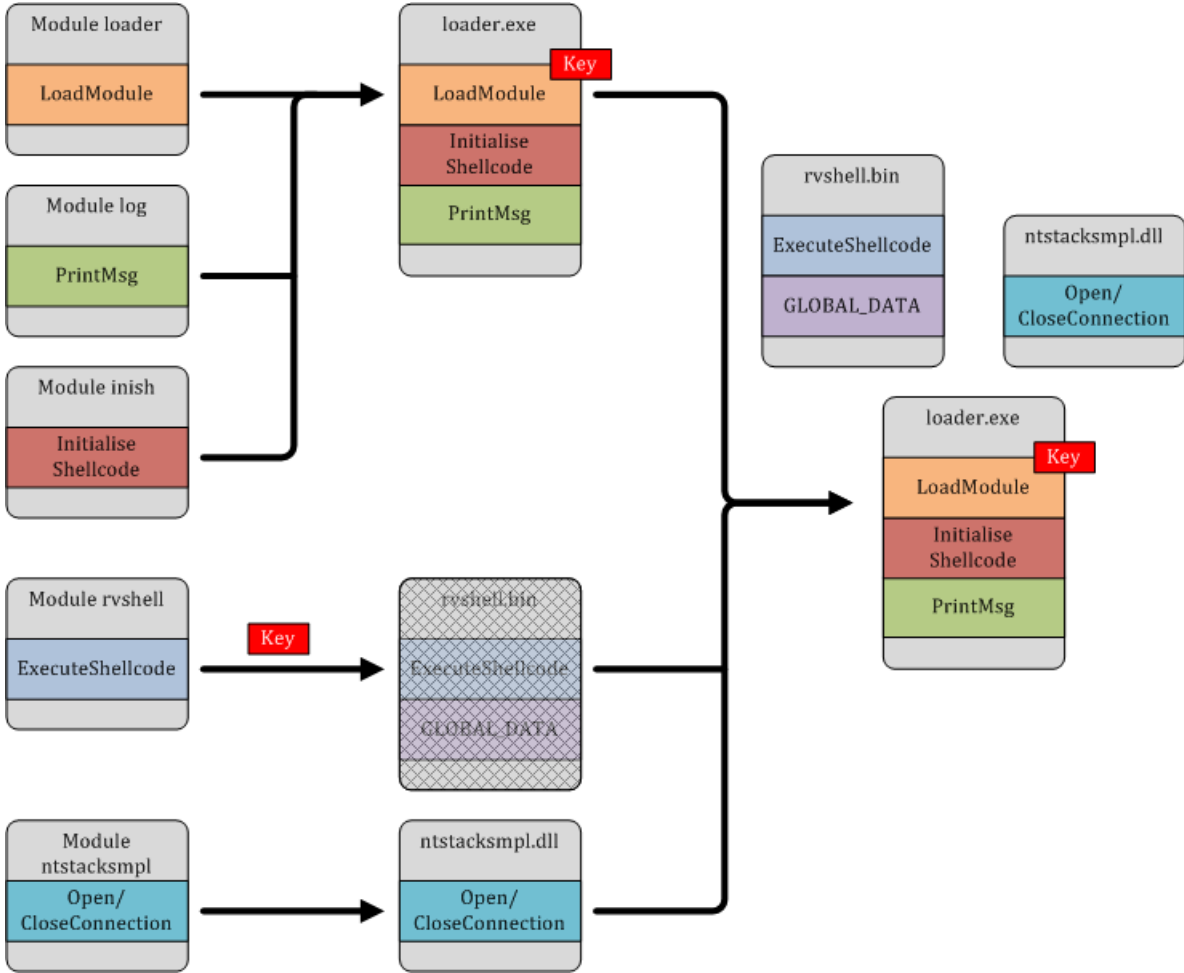 Module loader
LoadModule
Module log
PrintMsg
Module inish
Initialise
Shellcode
Module rvshell
ExecuteShellcode
Module
ntstacksmpl
Open/
CloseConnection
Key
loader.exe
Key
LoadModule
Initialise
Shellcode
PrintMsg
rvshell.bin
ExecuteShellcode
GLOBAL_DATA
ntstacksmpl.dll
Open/
CloseConnection
rvshell.bin
ExecuteShellcode
GLOBAL_DATA
ntstacksmpl.dll
Open/
CloseConnection
loader.exe
Key
LoadModule
Initialise
Shellcode
PrintMsg